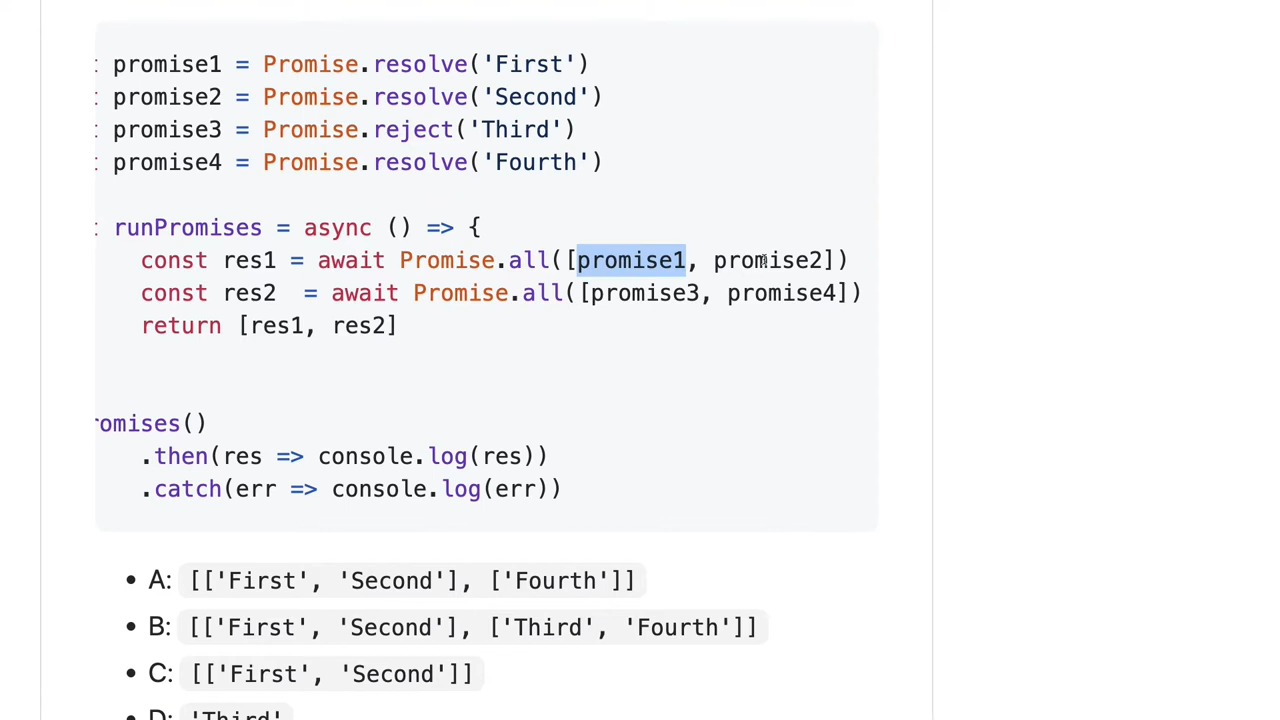 promise1 = Promise.resolve('First')
promise2 = Promise.resolve('Second')
promise3 = Promise.reject('Third')
promise4 = Promise.resolve('Fourth')
runPromises = async () => {
const res1 = await Promise.all([promise1, promise2])
const res2  = await Promise.all([promise3, promise4])
return [res1, res2]
omises()
.then(res => console.log(res))
.catch(err => console.log(err))
• A: [['First', 'Second'], ['Fourth']]
• B: [['First', 'Second'], ['Third', 'Fourth']]
• C: [['First', 'Second']]
• D: 'Third'